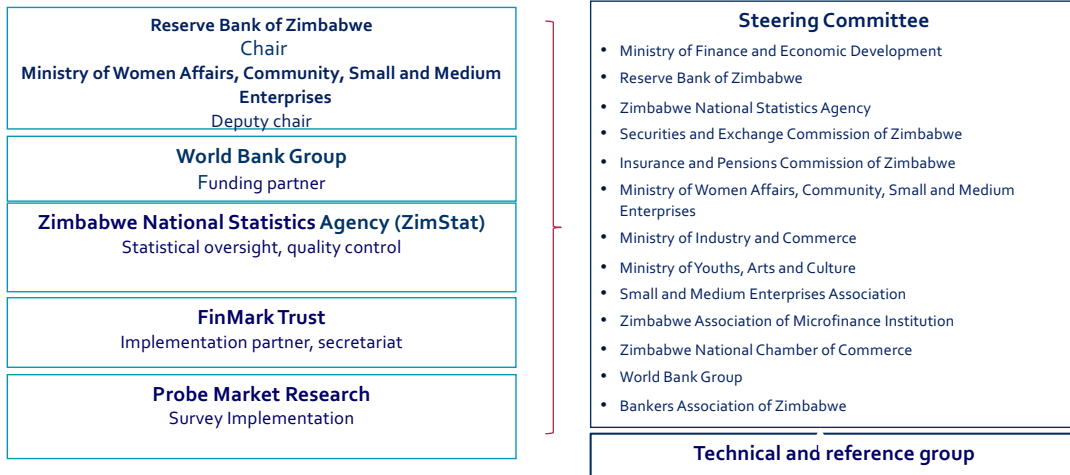 Reserve Bank of Zimbabwe
Chair
Ministry of Women Affairs, Community, Small and Medium
Enterprises
Deputy chair
World Bank Group
Funding partner
Zimbabwe National Statistics Agency (ZimStat)
Statistical oversight, quality control
FinMark Trust
Implementation partner, secretariat
Probe Market Research
Survey Implementation
Steering Committee
• Ministry of Finance and Economic Development
• Reserve Bank of Zimbabwe
• Zimbabwe National Statistics Agency
• Securities and Exchange Commission of Zimbabwe
• Insurance and Pensions Commission of Zimbabwe
• Ministry of Women Affairs, Community, Small and Medium
Enterprises
• Ministry of Industry and Commerce
• Ministry of Youths, Arts and Culture
• Small and Medium Enterprises Association
• Zimbabwe Association of Microfinance Institution
• Zimbabwe National Chamber of Commerce
• World Bank Group
• Bankers Association of Zimbabwe
Technical and reference group